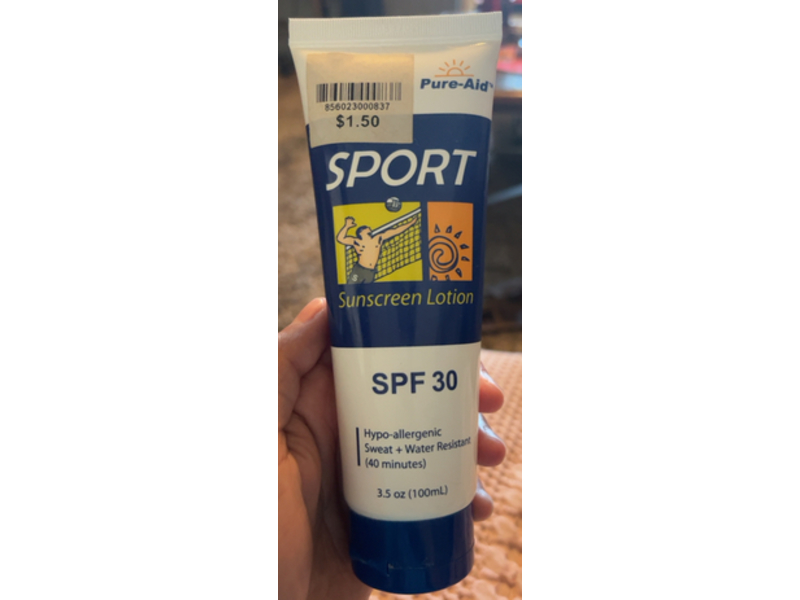 Pure-Aid™
856023000837
$1.50
SPORT
Sunscreen Lotion
SPF 30
Hypo-allergenic
Sweat + Water Resistant
(40 minutes)
3.5 oz (100mL)